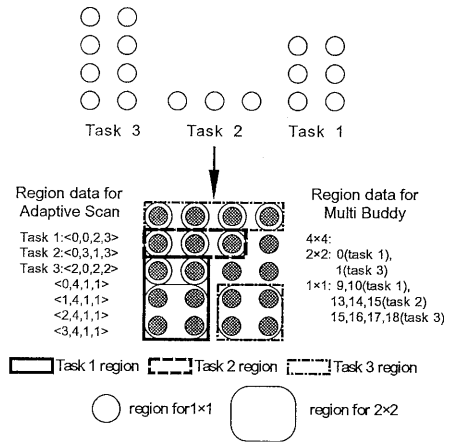 Task 3
Task 2
Task 1
Region data for
Adaptive Scan
Task 1:<0,0,2,3>
Task 2:<0,3,1,3>
Task 3:<2,0,2,2>
<0,4,1,1>
<1,4,1,1>
<2,4,1,1>
<3,4,1,1>
Region data for
Multi Buddy
4×4:
2×2: 0(task 1),
1(task 3)
1×1: 9,10(task 1),
13,14,15(task 2)
15,16,17,18(task 3)
Task 1 region
Task 2 region
Task 3 region
region for1×1
region for 2×2